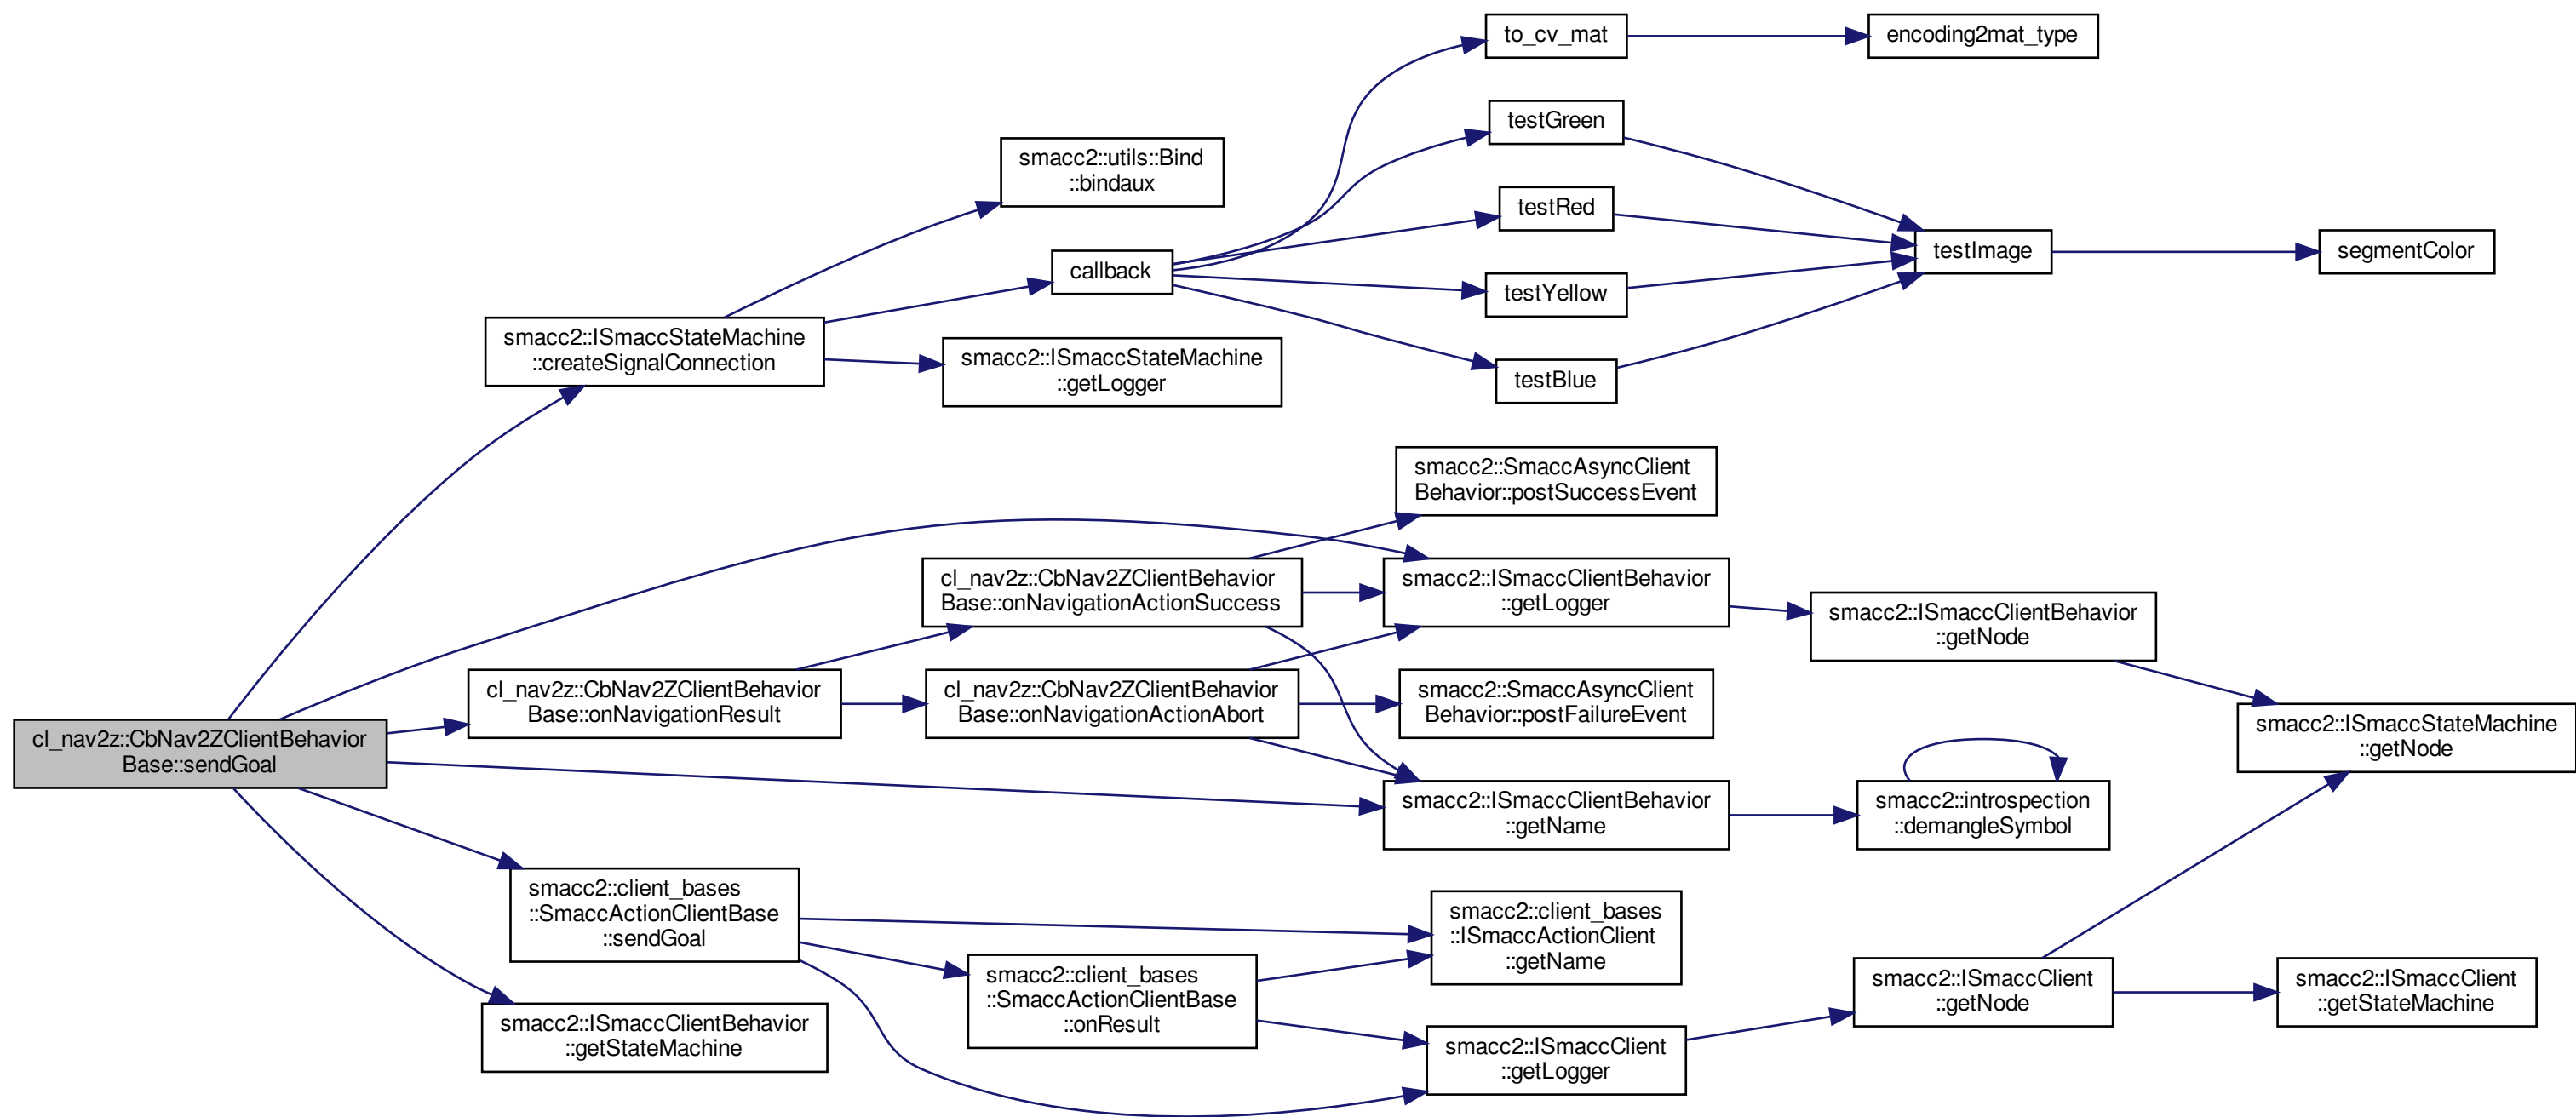 to_cv_mat
encoding2mat_type
testGreen
smacc2::utils::Bind
::bindaux
testRed
callback
testImage
segmentColor
testYellow
smacc2::ISmaccStateMachine
::createSignalConnection
smacc2::ISmaccStateMachine
::getLogger
testBlue
smacc2::SmaccAsyncClient
Behavior::postSuccessEvent
cl_nav2z::CbNav2ZClientBehavior
Base::onNavigationActionSuccess
smacc2::ISmaccClientBehavior
::getLogger
smacc2::ISmaccClientBehavior
::getNode
cl_nav2z::CbNav2ZClientBehavior
Base::onNavigationResult
cl_nav2z::CbNav2ZClientBehavior
Base::onNavigationActionAbort
smacc2::SmaccAsyncClient
Behavior::postFailureEvent
smacc2::ISmaccStateMachine
::getNode
cl_nav2z::CbNav2ZClientBehavior
Base::sendGoal
smacc2::ISmaccClientBehavior
::getName
smacc2::introspection
::demangleSymbol
smacc2::client_bases
::SmaccActionClientBase
::sendGoal
smacc2::client_bases
::ISmaccActionClient
::getName
smacc2::client_bases
::SmaccActionClientBase
::onResult
smacc2::ISmaccClient
::getNode
smacc2::ISmaccClient
::getStateMachine
smacc2::ISmaccClientBehavior
::getStateMachine
smacc2::ISmaccClient
::getLogger